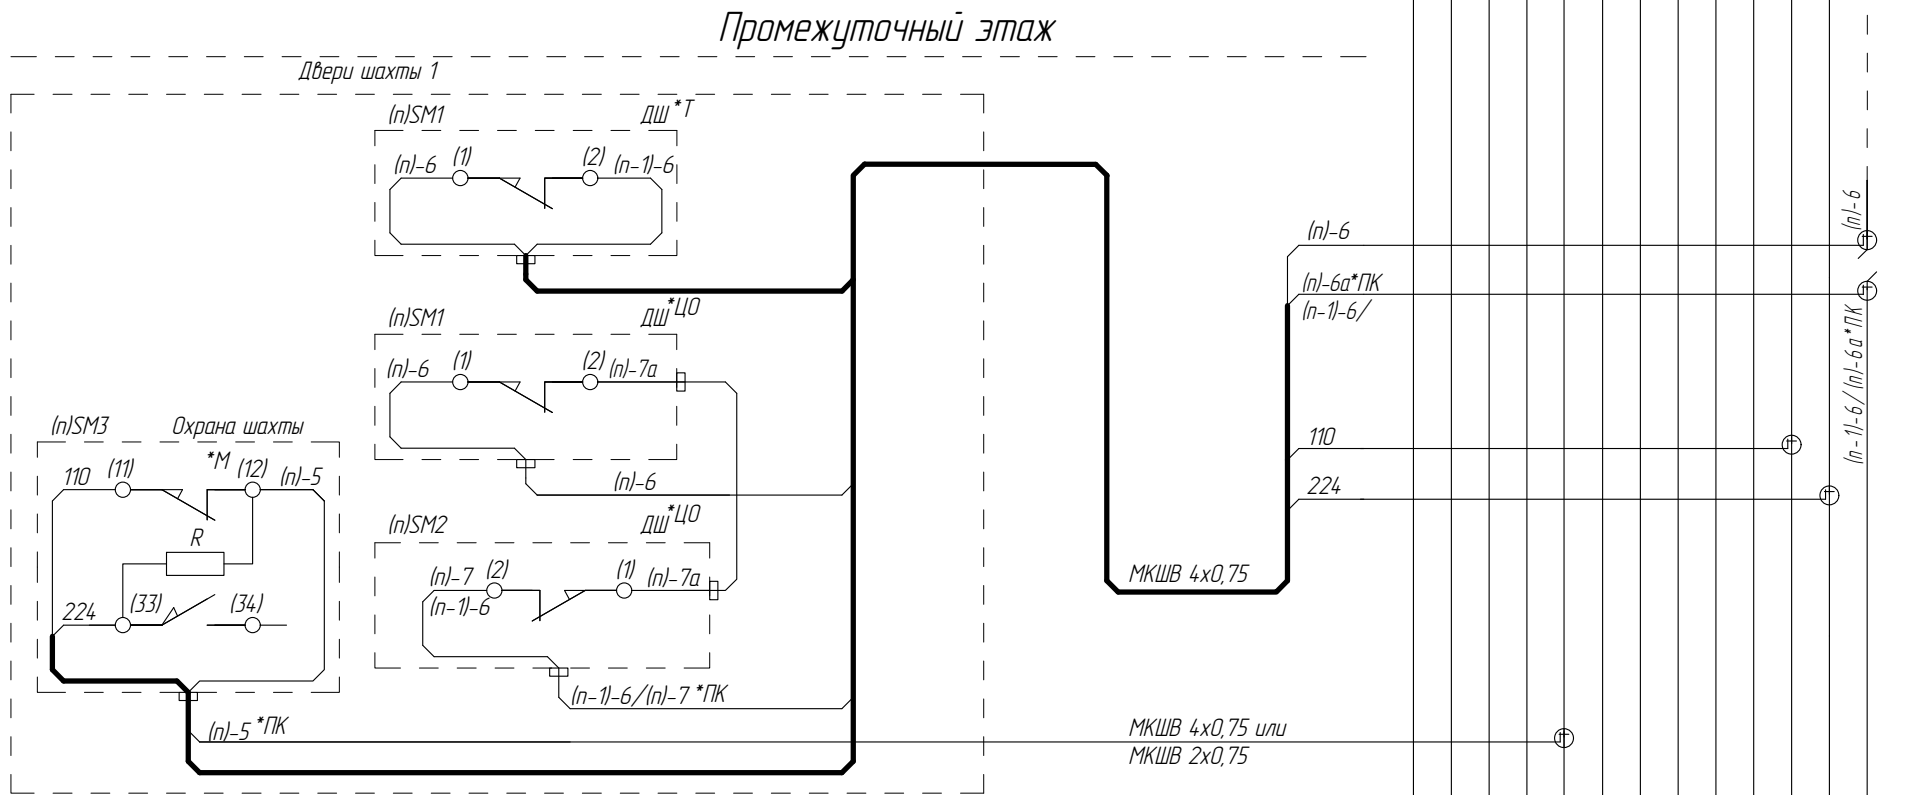 Промежуточный этаж
Двери шахты 1
(п)SM1 ДШ*Т
(п)-6 (1) (2) (п-1)-6
(п)SM1 ДШ*ЦО
(п)-6 (1) (2) (п)-7а
(п)-6
(п)SM2 ДШ*ЦО
(п)-7 (2) (1) (п)-7а
(п-1)-6
(п-1)-6/(п)-7 *ПК
(п)SM3 Охрана шахты
*М
110 (11) (12) (п)-5
R
224 (33) (34)
(п)-5 *ПК
МКШВ 4х0,75
МКШВ 4х0,75 или
МКШВ 2х0,75
(п)-6
(п)-6а*ПК
(п-1)-6/
110
224
(п)-6
(п-1)-6/(п)-6а*ПК